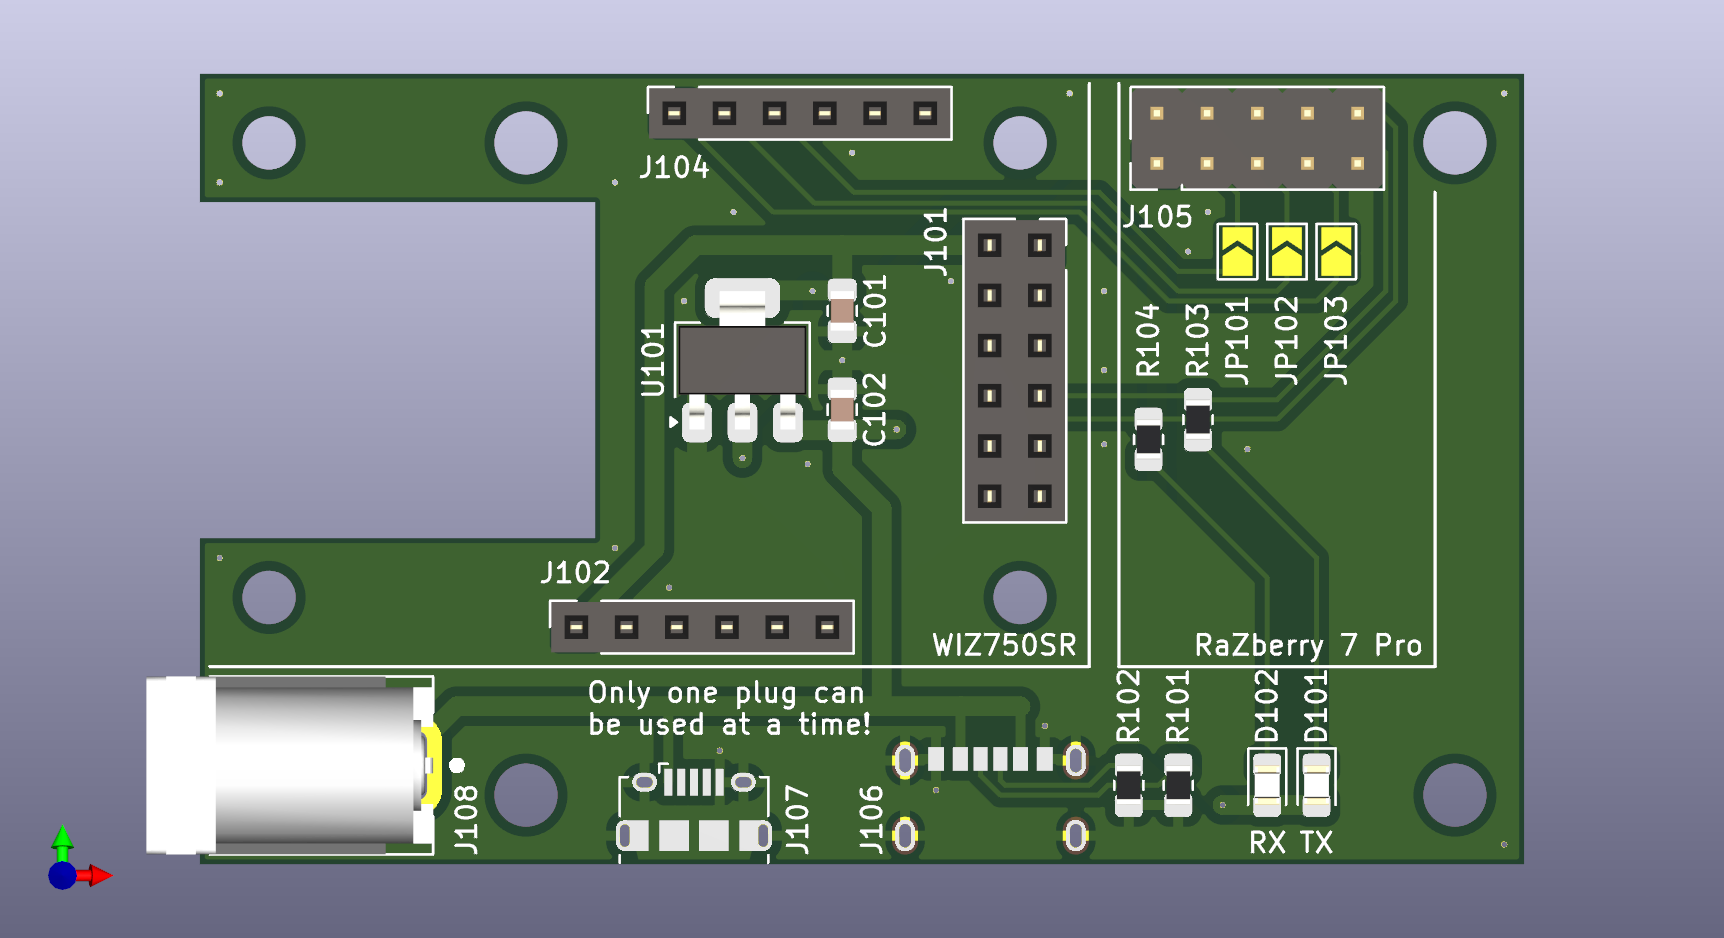 J104
J105
J101
C101
U101
C102
R104
R103
JP101
JP102
JP103
J102
WIZ750SR
RaZberry 7 Pro
Only one plug can
be used at a time!
R102
R101
D102
D101
J108
J107
J106
RX TX